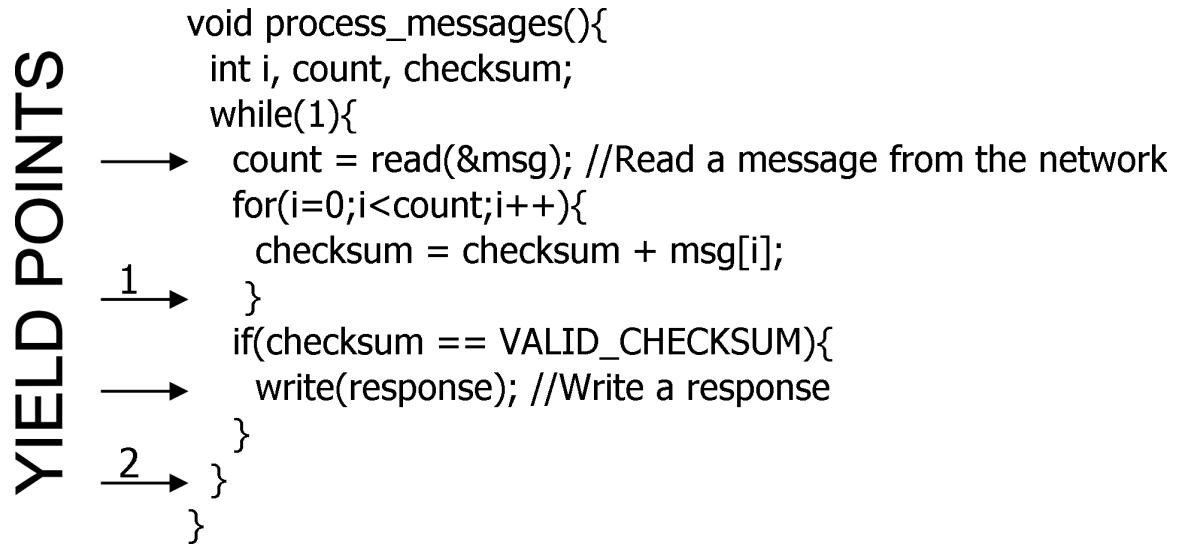 YIELD POINTS
void process_messages(){
int i, count, checksum;
while(1){
count = read(&msg); //Read a message from the network
for(i=0;i<count;i++){
checksum = checksum + msg[i];
1
}
if(checksum == VALID_CHECKSUM){
write(response); //Write a response
}
2
}
}